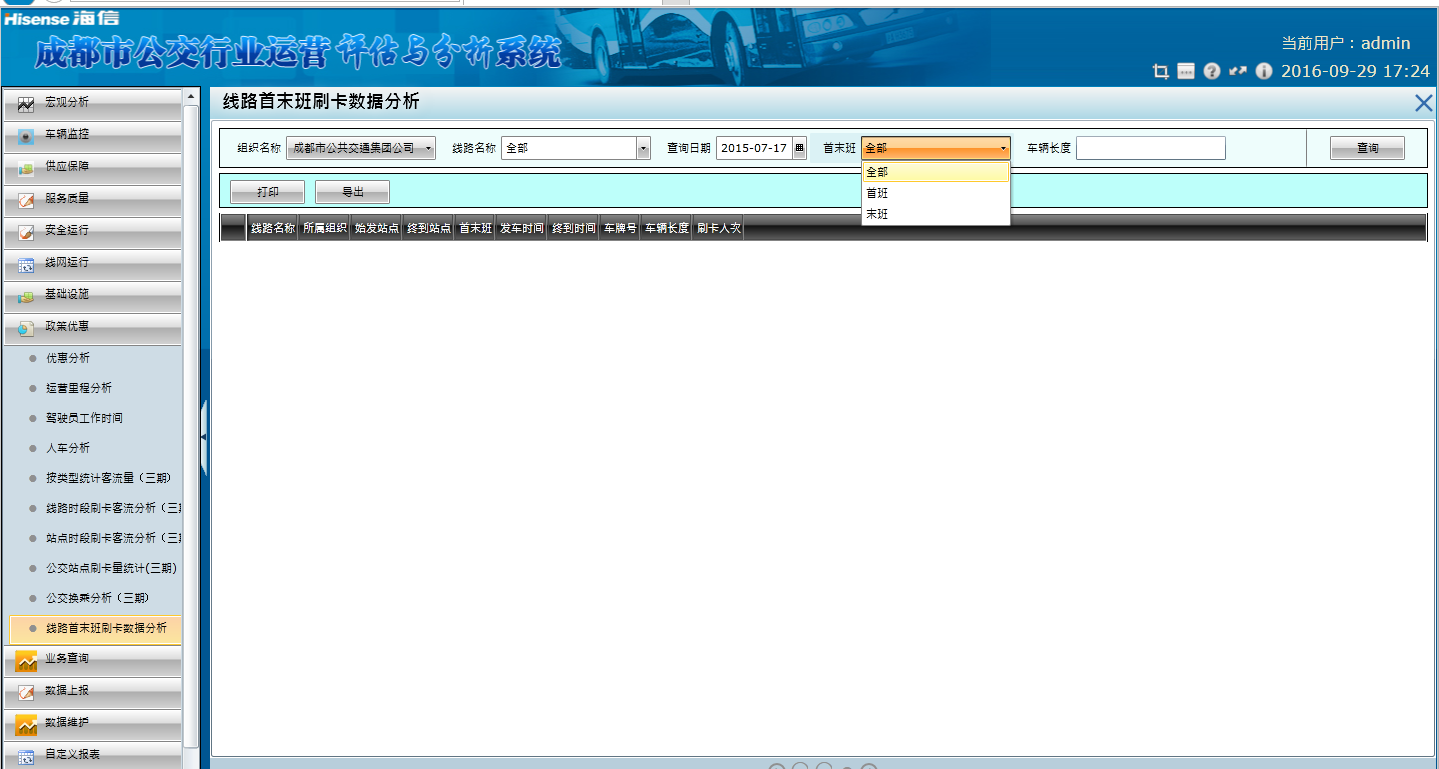 Hisense 海信
成都市公交行业运营评估与分析系统
当前用户：admin
2016-09-29 17:24
宏观分析
车辆监控
供应保障
服务质量
安全运行
线网运行
基础设施
政策优惠
优惠分析
运营里程分析
驾驶员工作时间
人车分析
按类型统计客流量（三期）
线路时段刷卡客流分析（三
站点时段刷卡客流分析（三
公交站点刷卡量统计(三期)
公交换乘分析（三期）
线路首末班刷卡数据分析
业务查询
数据上报
数据维护
自定义报表
线路首末班刷卡数据分析
组织名称 成都市公共交通集团公司 线路名称 全部 查询日期 2015-07-17 首末班 全部 车辆长度 查询
全部
首班
末班
打印 导出
线路名称 所属组织 始发站点 终到站点 首末班 发车时间 终到时间 车牌号 车辆长度 刷卡人次